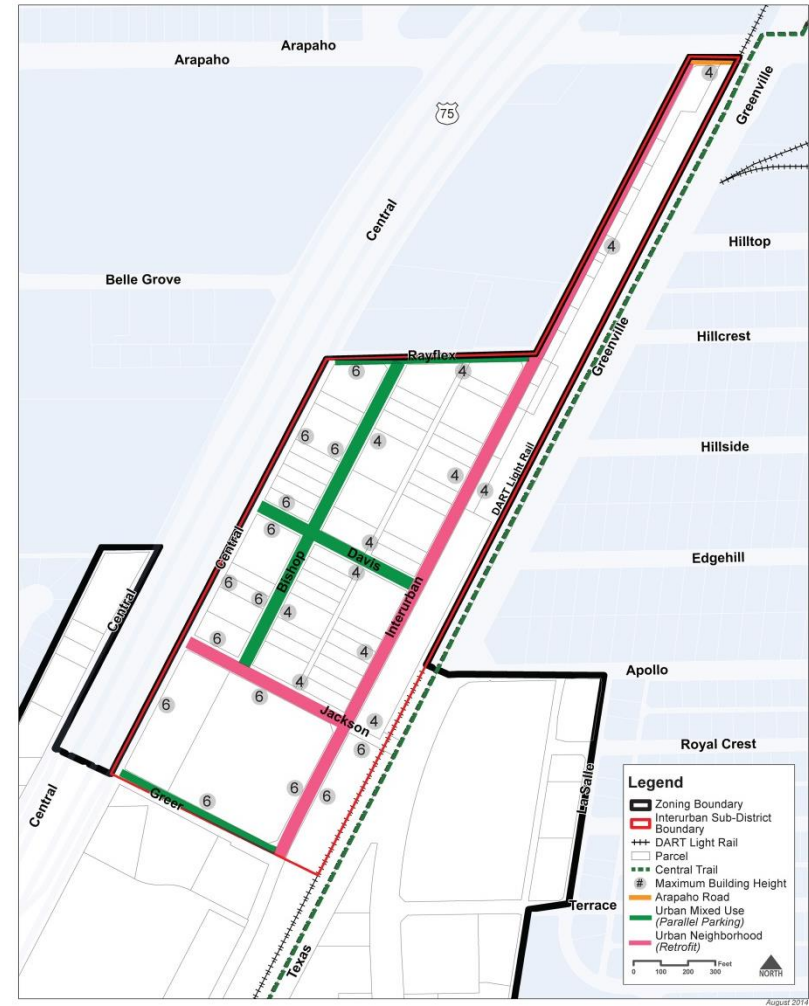 Arapaho
Arapaho
75
Central
Greenville
4
4
Hilltop
Belle Grove
Hillcrest
Greenville
Rayflex
6
4
Hillside
6
6
4
4
4
DART Light Rail
6
6
Central
Bishop
Davis
4
4
Edgehill
Central
Interurban
6
6
4
6
4
4
Apollo
6
Jackson
4
6
4
6
Royal Crest
Central
Greer
6
6
6
LaSalle
Terrace
Texas
Legend
Zoning Boundary
Interurban Sub-District
Boundary
DART Light Rail
Parcel
Central Trail
# Maximum Building Height
Arapaho Road
Urban Mixed Use
(Parallel Parking)
Urban Neighborhood
(Retrofit)
Feet
0 100 200 300
NORTH
August 2014